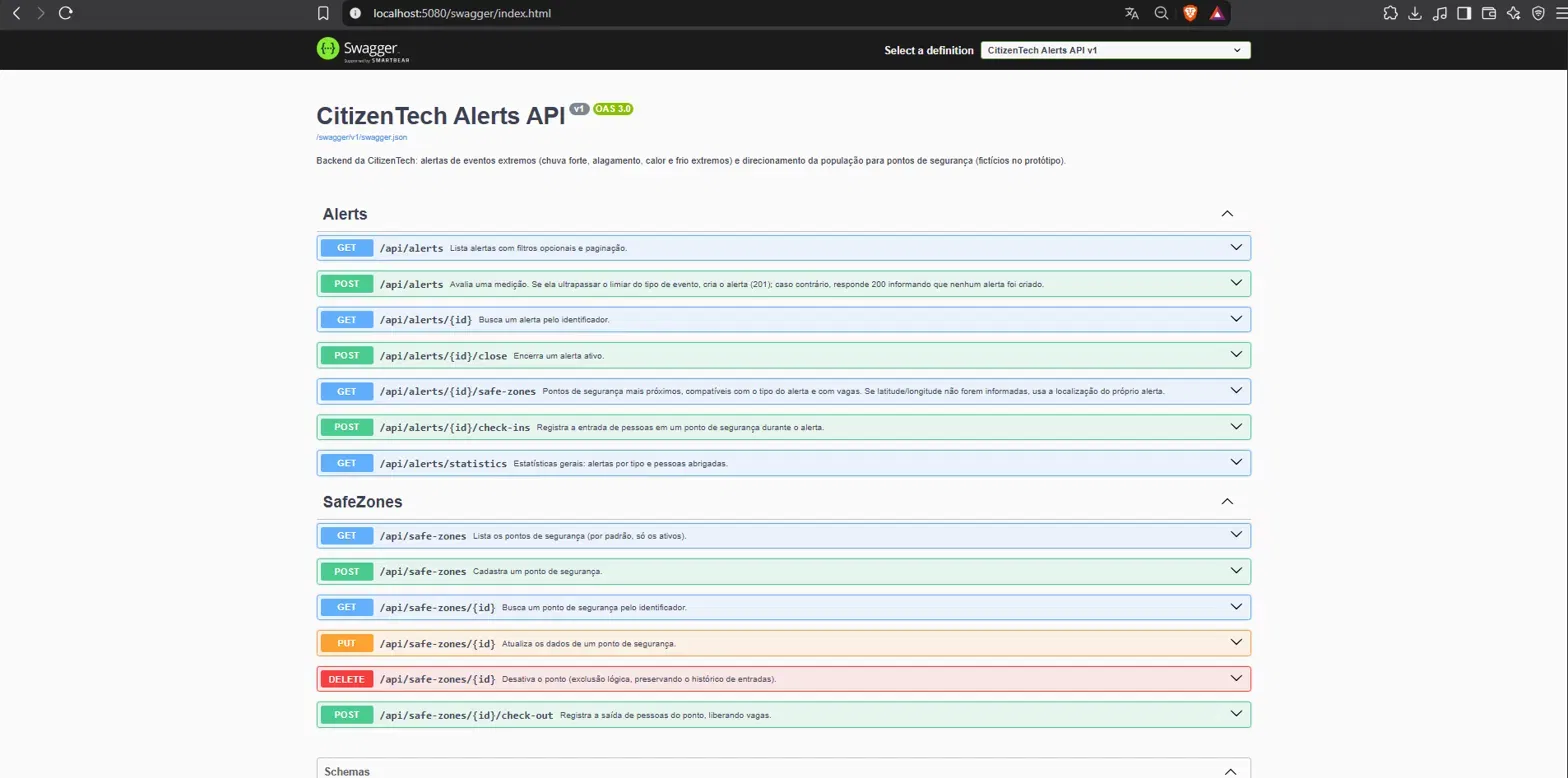 localhost:5080/swagger/index.html
Swagger.
Supported by SMARTBEAR
Select a definition
CitizenTech Alerts API v1
CitizenTech Alerts API v1 OAS 3.0
/swagger/v1/swagger.json
Backend da CitizenTech: alertas de eventos extremos (chuva forte, alagamento, calor e frio extremos) e direcionamento da população para pontos de segurança (fictícios no protótipo).
Alerts
GET /api/alerts Lista alertas com filtros opcionais e paginação.
POST /api/alerts Avalia uma medição. Se ela ultrapassar o limiar do tipo de evento, cria o alerta (201); caso contrário, responde 200 informando que nenhum alerta foi criado.
GET /api/alerts/{id} Busca um alerta pelo identificador.
POST /api/alerts/{id}/close Encerra um alerta ativo.
GET /api/alerts/{id}/safe-zones Pontos de segurança mais próximos, compatíveis com o tipo do alerta e com vagas. Se latitude/longitude não forem informadas, usa a localização do próprio alerta.
POST /api/alerts/{id}/check-ins Registra a entrada de pessoas em um ponto de segurança durante o alerta.
GET /api/alerts/statistics Estatísticas gerais: alertas por tipo e pessoas abrigadas.
SafeZones
GET /api/safe-zones Lista os pontos de segurança (por padrão, só os ativos).
POST /api/safe-zones Cadastra um ponto de segurança.
GET /api/safe-zones/{id} Busca um ponto de segurança pelo identificador.
PUT /api/safe-zones/{id} Atualiza os dados de um ponto de segurança.
DELETE /api/safe-zones/{id} Desativa o ponto (exclusão lógica, preservando o histórico de entradas).
POST /api/safe-zones/{id}/check-out Registra a saída de pessoas do ponto, liberando vagas.
Schemas